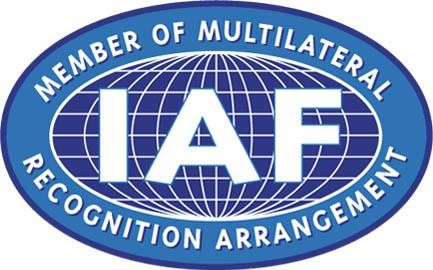 MEMBER OF MULTILATERAL
IAF
RECOGNITION ARRANGEMENT